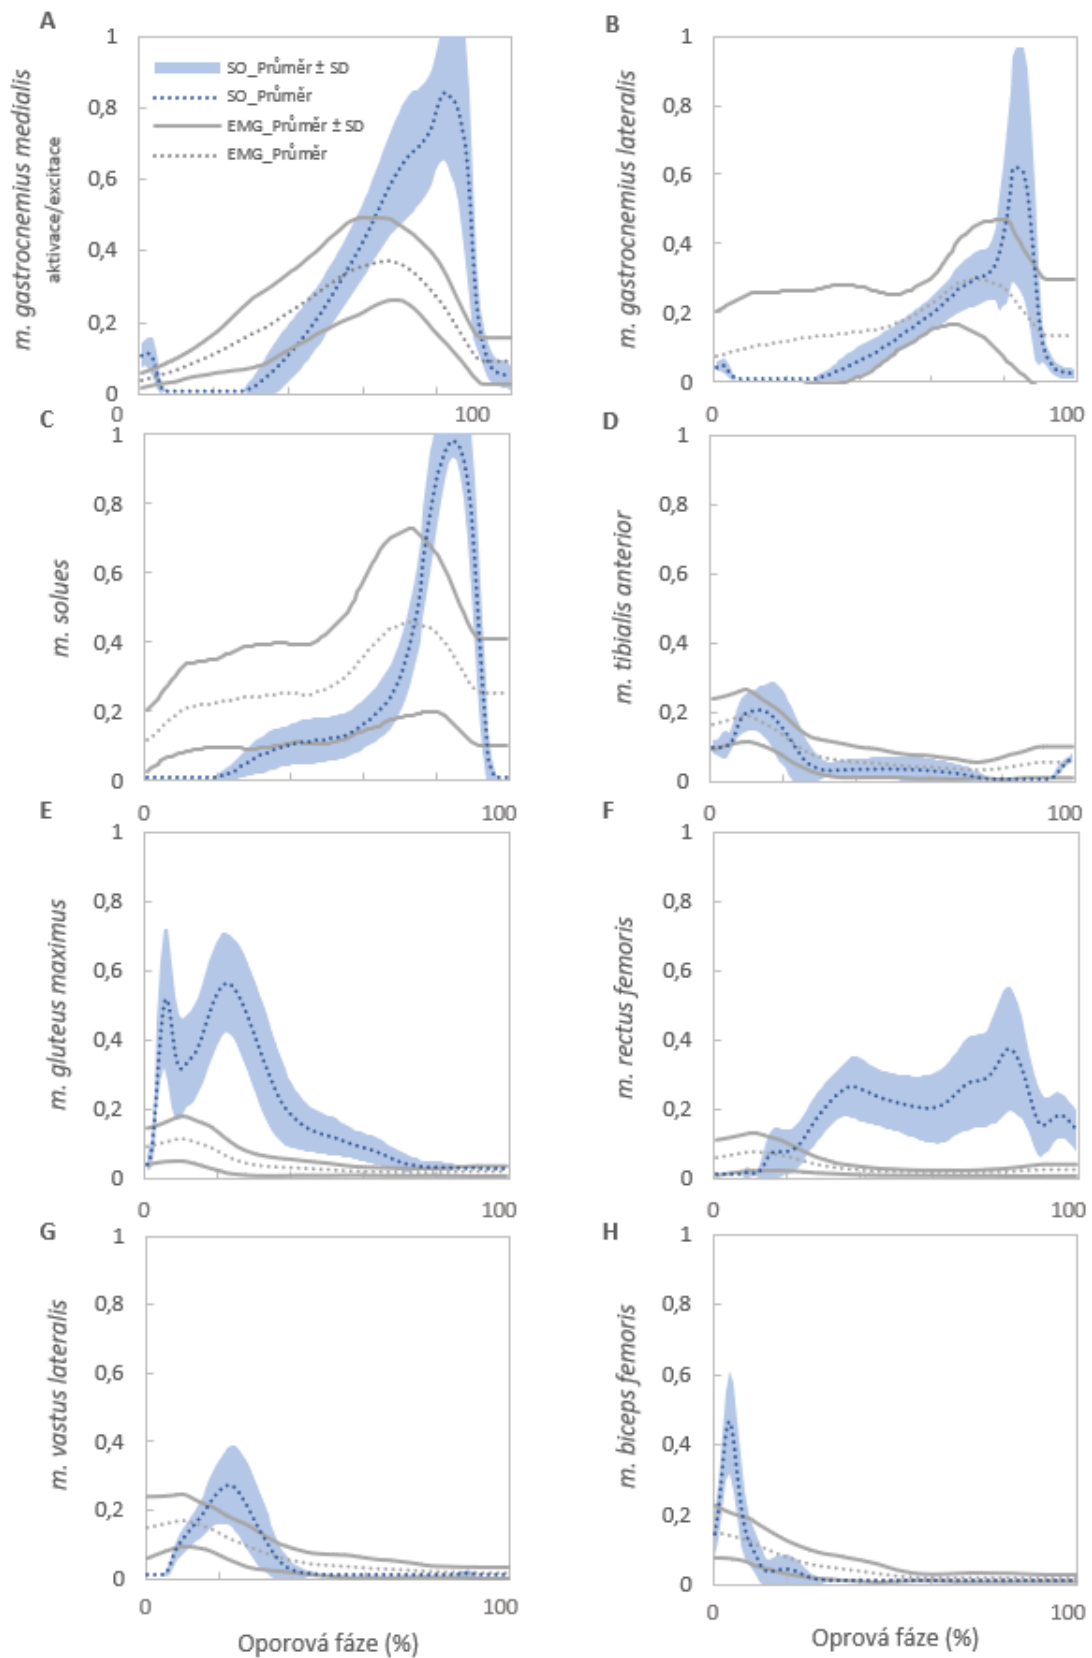 A
m. gastrocnemius medialis
aktivace/excitace
1
0,8
0,6
0,4
0,2
0
SO_Průměr ± SD
SO_Průměr
EMG_Průměr ± SD
EMG_Průměr
0
100
B
m. gastrocnemius lateralis
1
0,8
0,6
0,4
0,2
0
0
100
C
m. solues
1
0,8
0,6
0,4
0,2
0
0
100
D
m. tibialis anterior
1
0,8
0,6
0,4
0,2
0
0
100
E
m. gluteus maximus
1
0,8
0,6
0,4
0,2
0
0
100
F
m. rectus femoris
1
0,8
0,6
0,4
0,2
0
0
100
G
m. vastus lateralis
1
0,8
0,6
0,4
0,2
0
0
100
Oporová fáze (%)
H
m. biceps femoris
1
0,8
0,6
0,4
0,2
0
0
100
Oprová fáze (%)